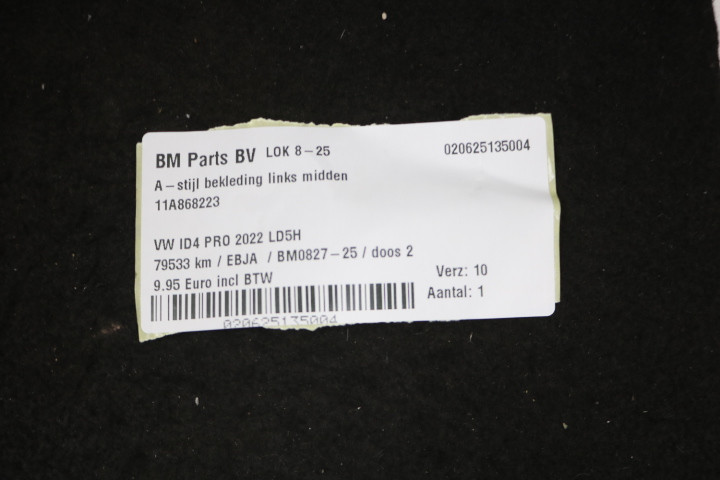 BM Parts BV LOK 8-25 020625135004
A-stijl bekleding links midden
11A868223
VW ID4 PRO 2022 LD5H
79533 km / EBJA / BM0827-25 / doos 2
9.95 Euro incl BTW Verz: 10
Aantal: 1
020625135004